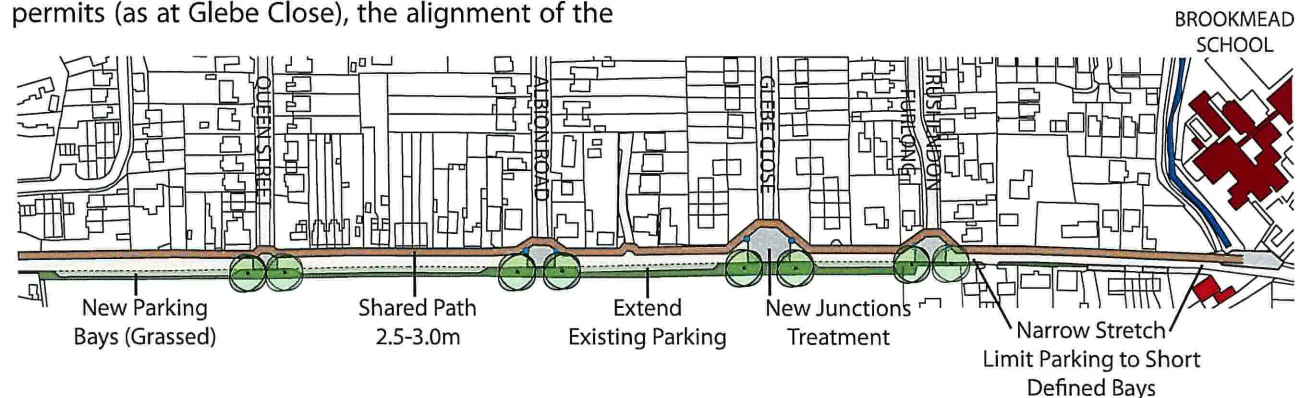 permits (as at Glebe Close), the alignment of the
BROOKMEAD
SCHOOL
QUEEN STREET
ALBION ROAD
GLEBE CLOSE
RUSHENDON
FURLONG
New Parking
Bays (Grassed)
Shared Path
2.5-3.0m
Extend
Existing Parking
New Junctions
Treatment
Narrow Stretch
Limit Parking to Short
Defined Bays